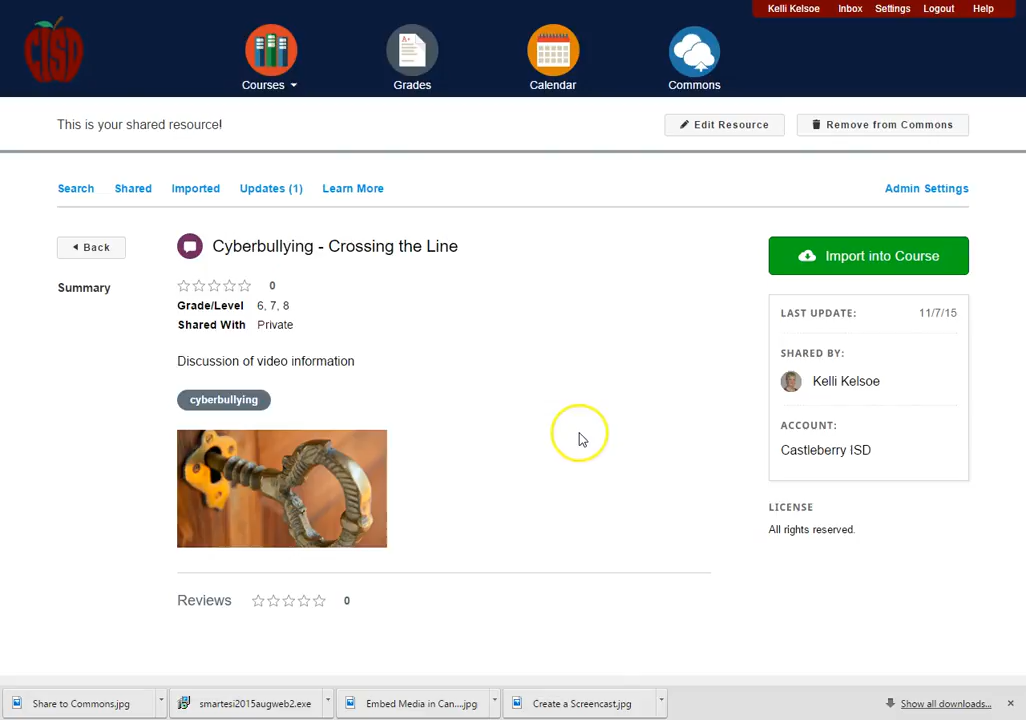 Kelli Kelsoe Inbox Settings Logout Help
CISD
Courses Grades Calendar Commons
This is your shared resource!
Edit Resource
Remove from Commons
Search Shared Imported Updates (1) Learn More Admin Settings
Back
Cyberbullying - Crossing the Line
Import into Course
Summary
0
Grade/Level 6, 7, 8
Shared With Private
LAST UPDATE: 11/7/15
SHARED BY:
Discussion of video information
Kelli Kelsoe
cyberbullying
ACCOUNT:
Castleberry ISD
LICENSE
All rights reserved.
Reviews 0
Share to Commons.jpg
smartesi2015augweb2.exe
Embed Media in Can....jpg
Create a Screencast.jpg
Show all downloads...